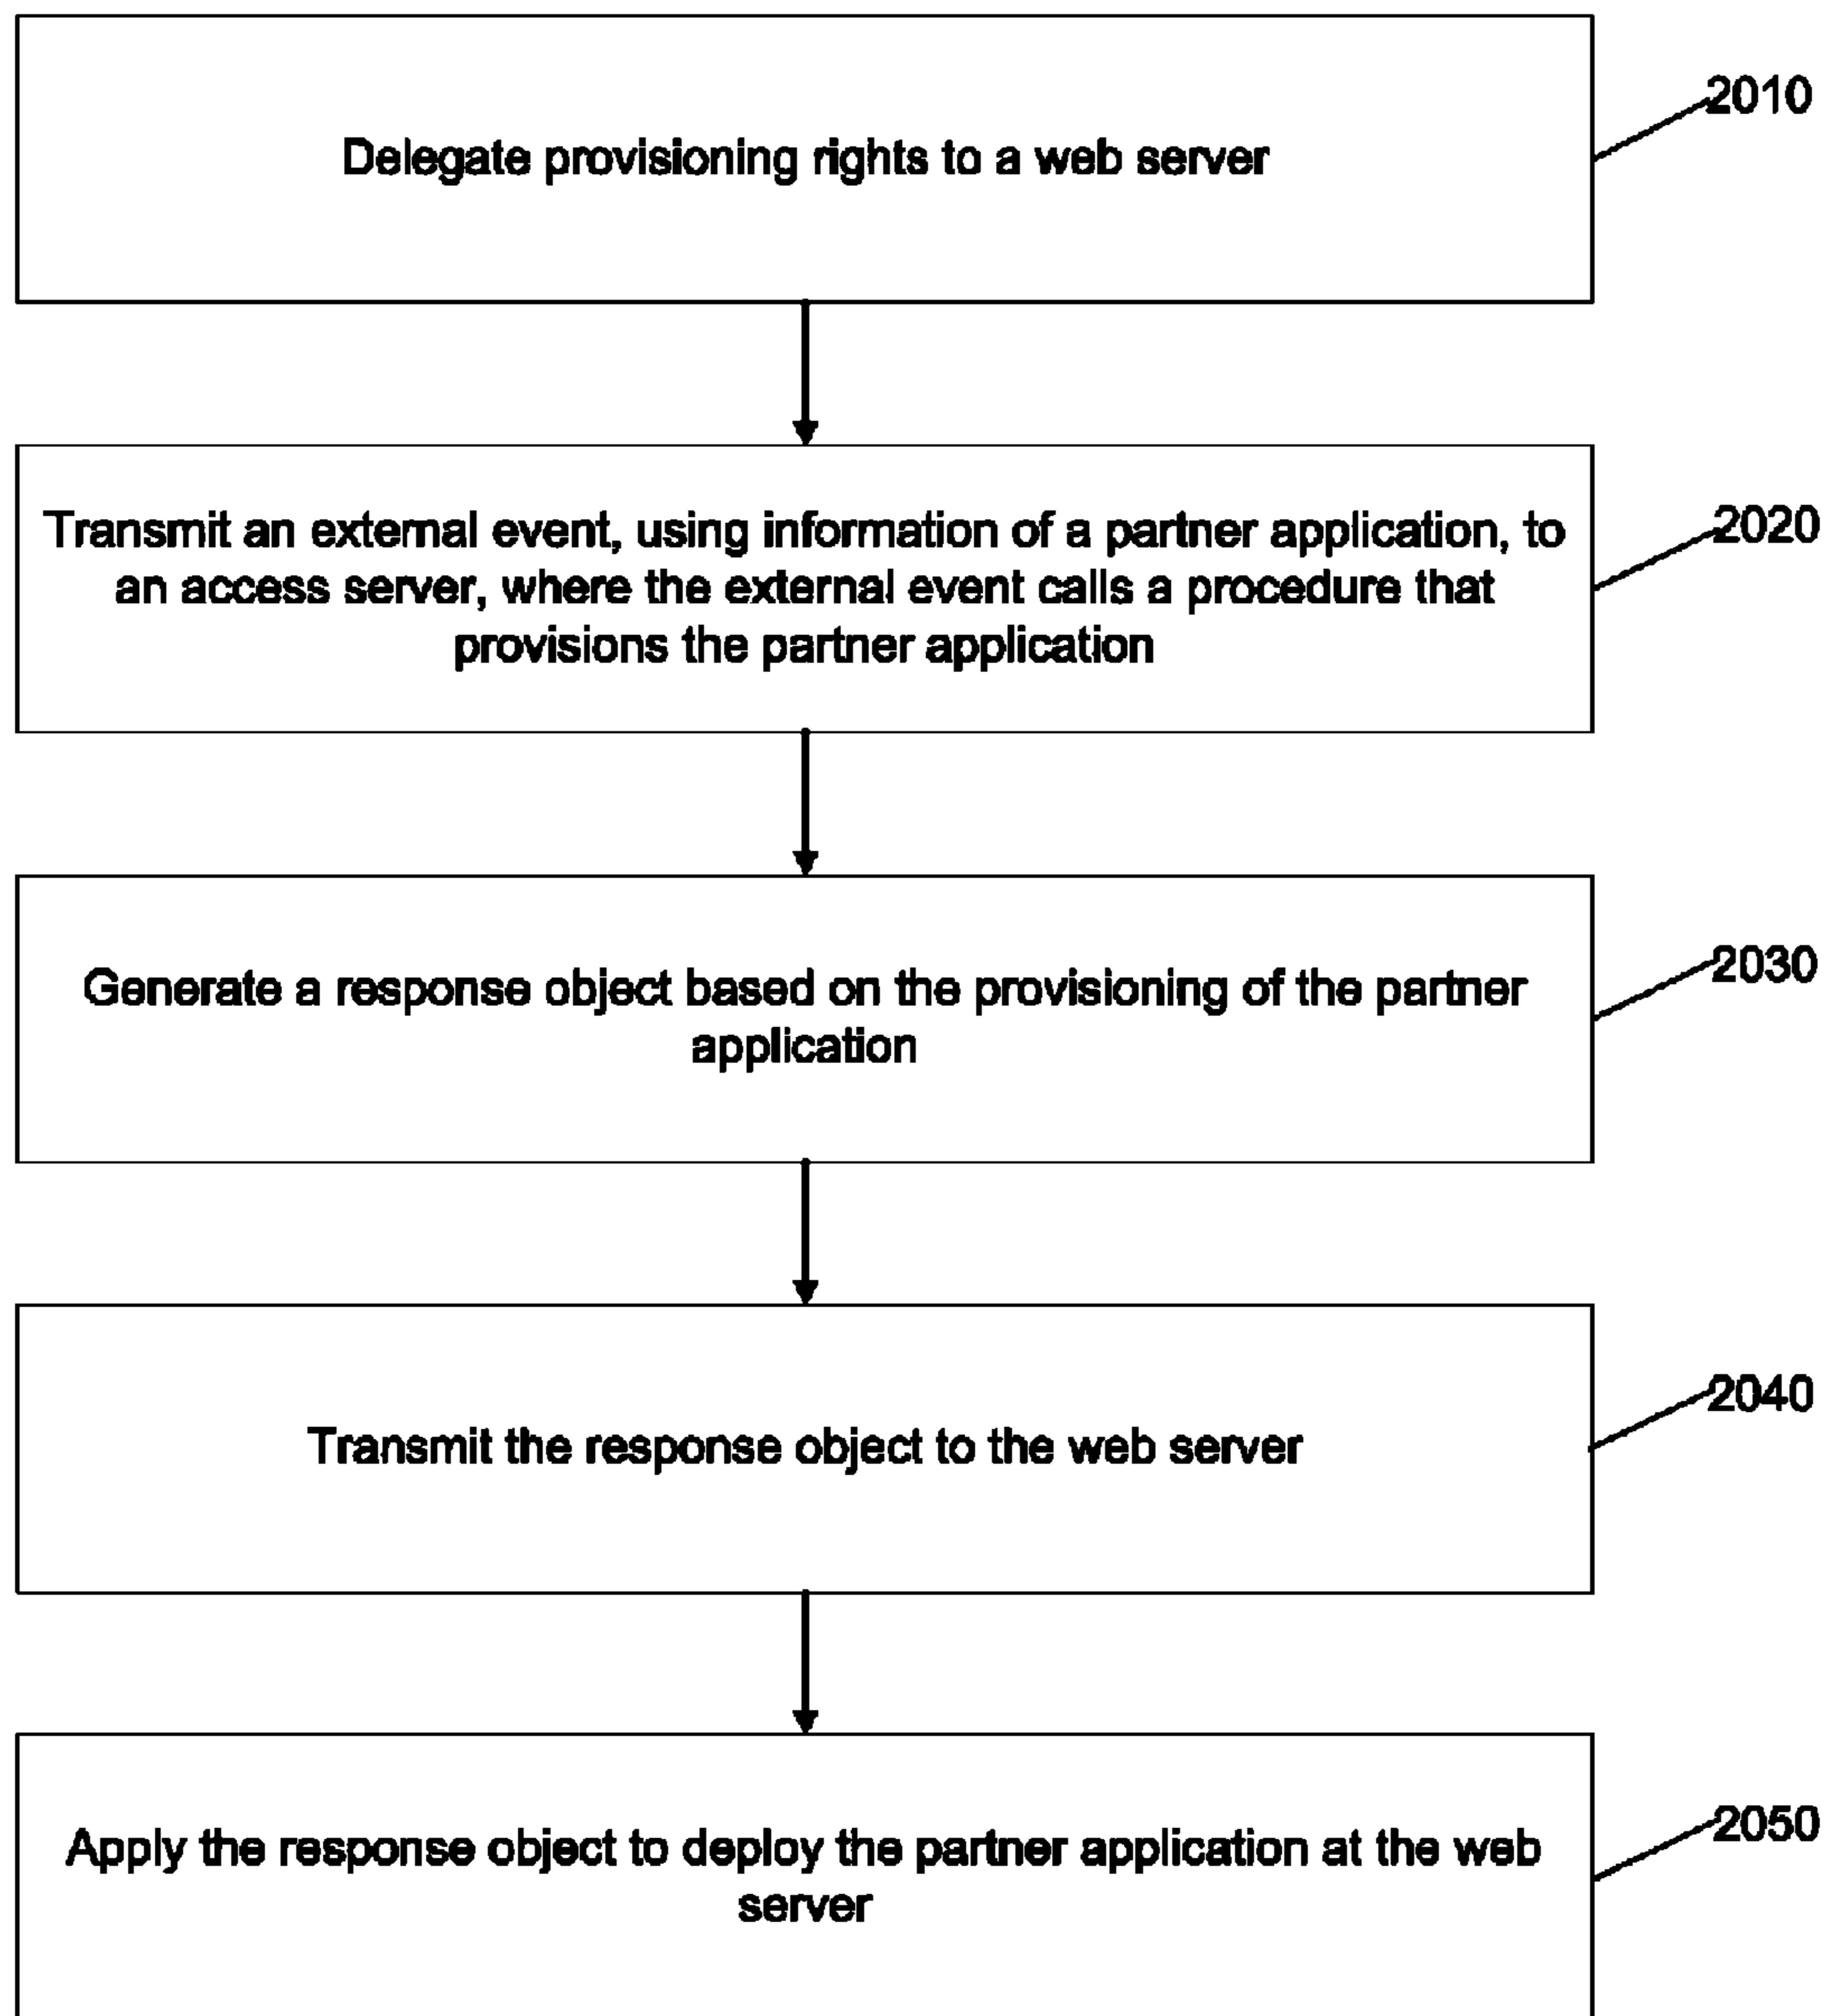 Delegate provisioning rights to a web server
2010
Transmit an external event, using information of a partner application, to
an access server, where the external event calls a procedure that
provisions the partner application
2020
Generate a response object based on the provisioning of the partner
application
2030
Transmit the response object to the web server
2040
Apply the response object to deploy the partner application at the web
server
2050